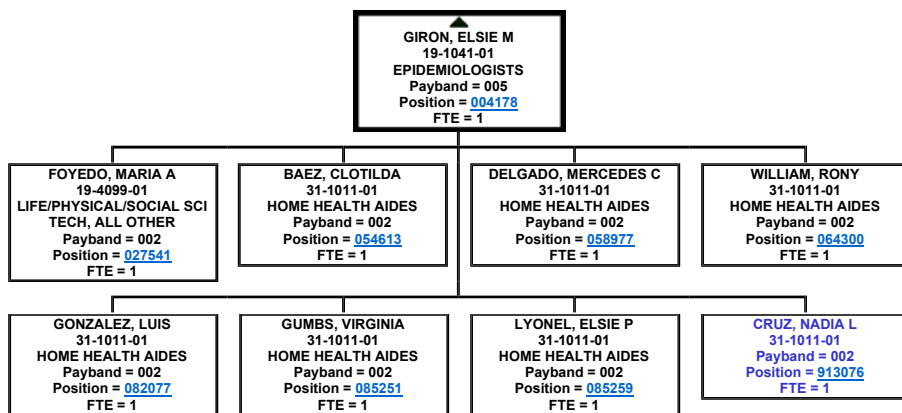 GIRON, ELSIE M
19-1041-01
EPIDEMIOLOGISTS
Payband = 005
Position = 004178
FTE = 1
FOYEDO, MARIA A
19-4099-01
LIFE/PHYSICAL/SOCIAL SCI
TECH, ALL OTHER
Payband = 002
Position = 027541
FTE = 1
BAEZ, CLOTILDA
31-1011-01
HOME HEALTH AIDES
Payband = 002
Position = 054613
FTE = 1
DELGADO, MERCEDES C
31-1011-01
HOME HEALTH AIDES
Payband = 002
Position = 058977
FTE = 1
WILLIAM, RONY
31-1011-01
HOME HEALTH AIDES
Payband = 002
Position = 064300
FTE = 1
GONZALEZ, LUIS
31-1011-01
HOME HEALTH AIDES
Payband = 002
Position = 082077
FTE = 1
GUMBS, VIRGINIA
31-1011-01
HOME HEALTH AIDES
Payband = 002
Position = 085251
FTE = 1
LYONEL, ELSIE P
31-1011-01
HOME HEALTH AIDES
Payband = 002
Position = 085259
FTE = 1
CRUZ, NADIA L
31-1011-01
Payband = 002
Position = 913076
FTE = 1